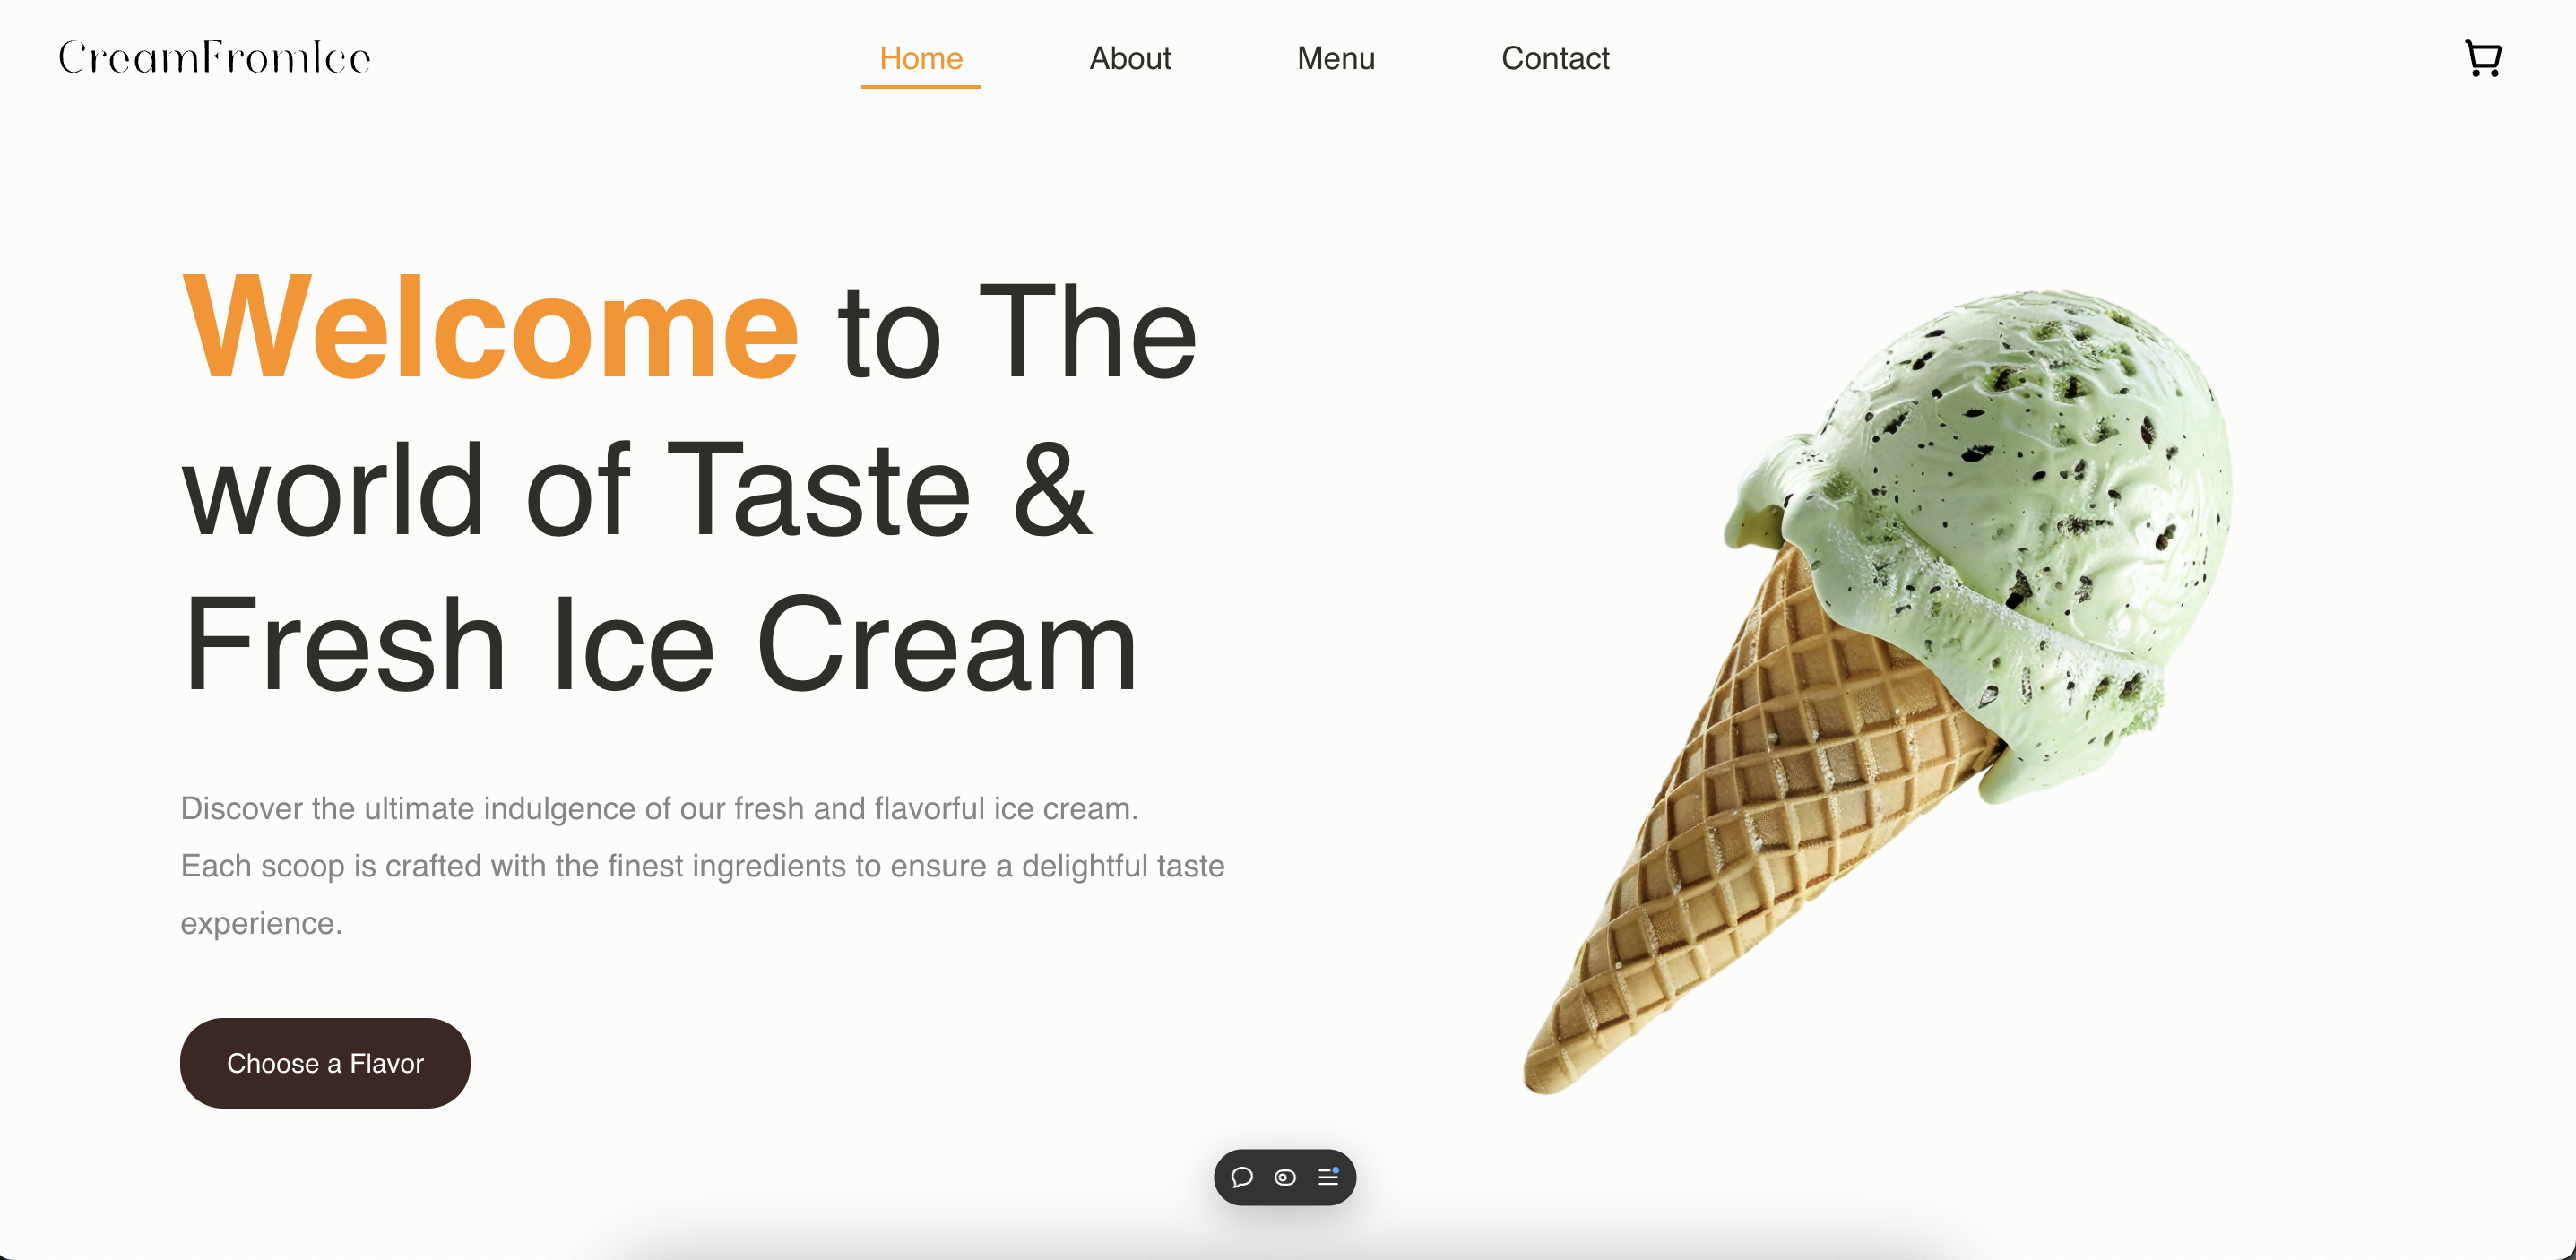 CreamFromIce
Home
About
Menu
Contact
Welcome to The
world of Taste &
Fresh Ice Cream
Discover the ultimate indulgence of our fresh and flavorful ice cream.
Each scoop is crafted with the finest ingredients to ensure a delightful taste
experience.
Choose a Flavor